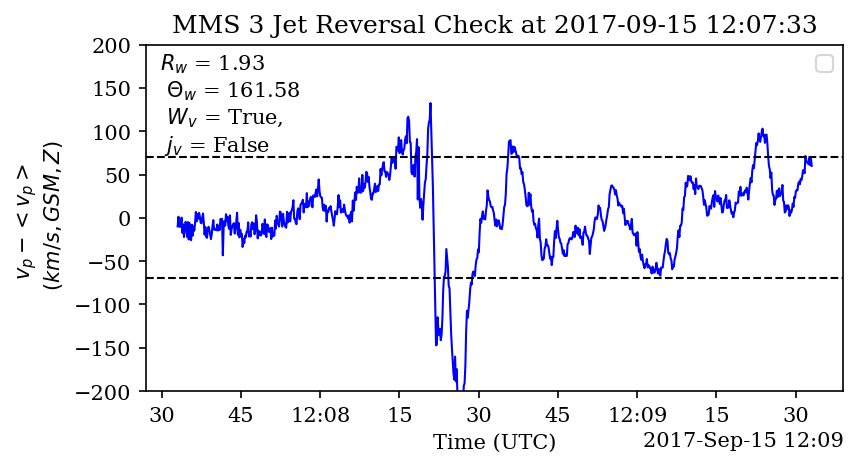 MMS 3 Jet Reversal Check at 2017-09-15 12:07:33
R_w = 1.93
Θ_w = 161.58
W_v = True,
j_v = False
v_p − < v_p >
(km/s, GSM, Z)
200
150
100
50
0
−50
−100
−150
−200
30 45 12:08 15 30 45 12:09 15 30
Time (UTC)
2017-Sep-15 12:09